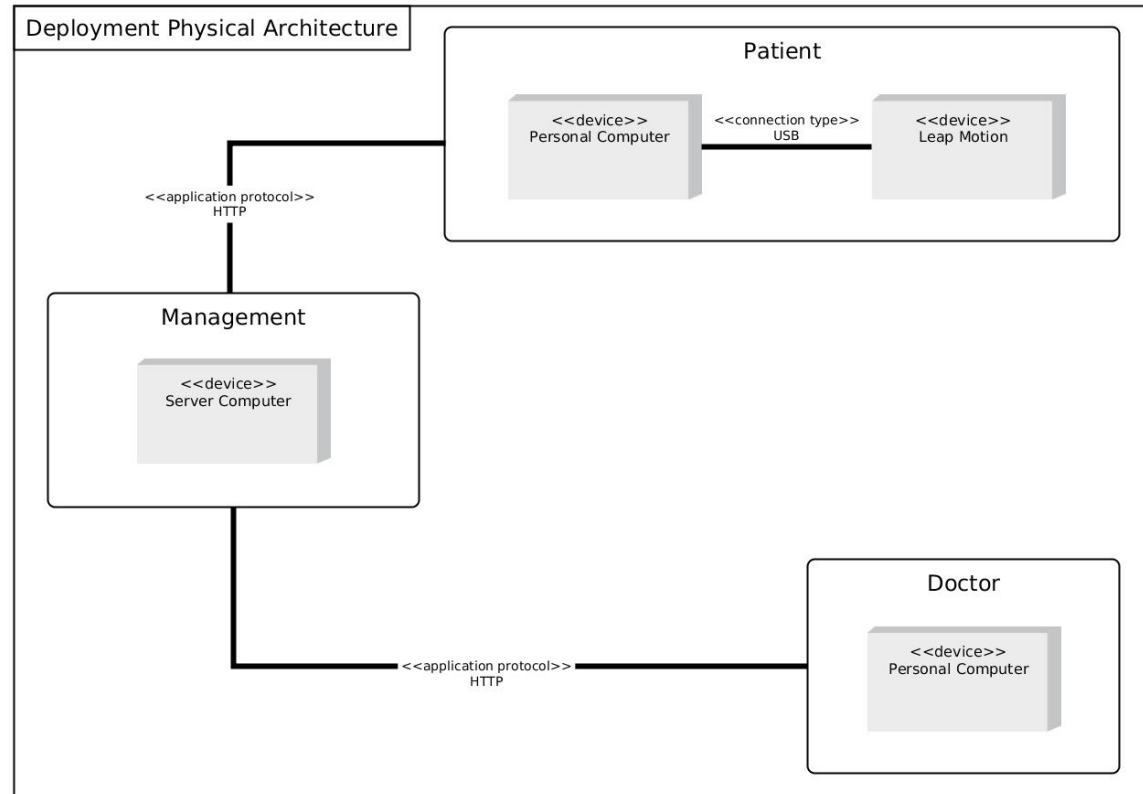 Deployment Physical Architecture
Patient
<<device>>
Personal Computer
<<connection type>>
USB
<<device>>
Leap Motion
<<application protocol>>
HTTP
Management
<<device>>
Server Computer
Doctor
<<device>>
Personal Computer
<<application protocol>>
HTTP